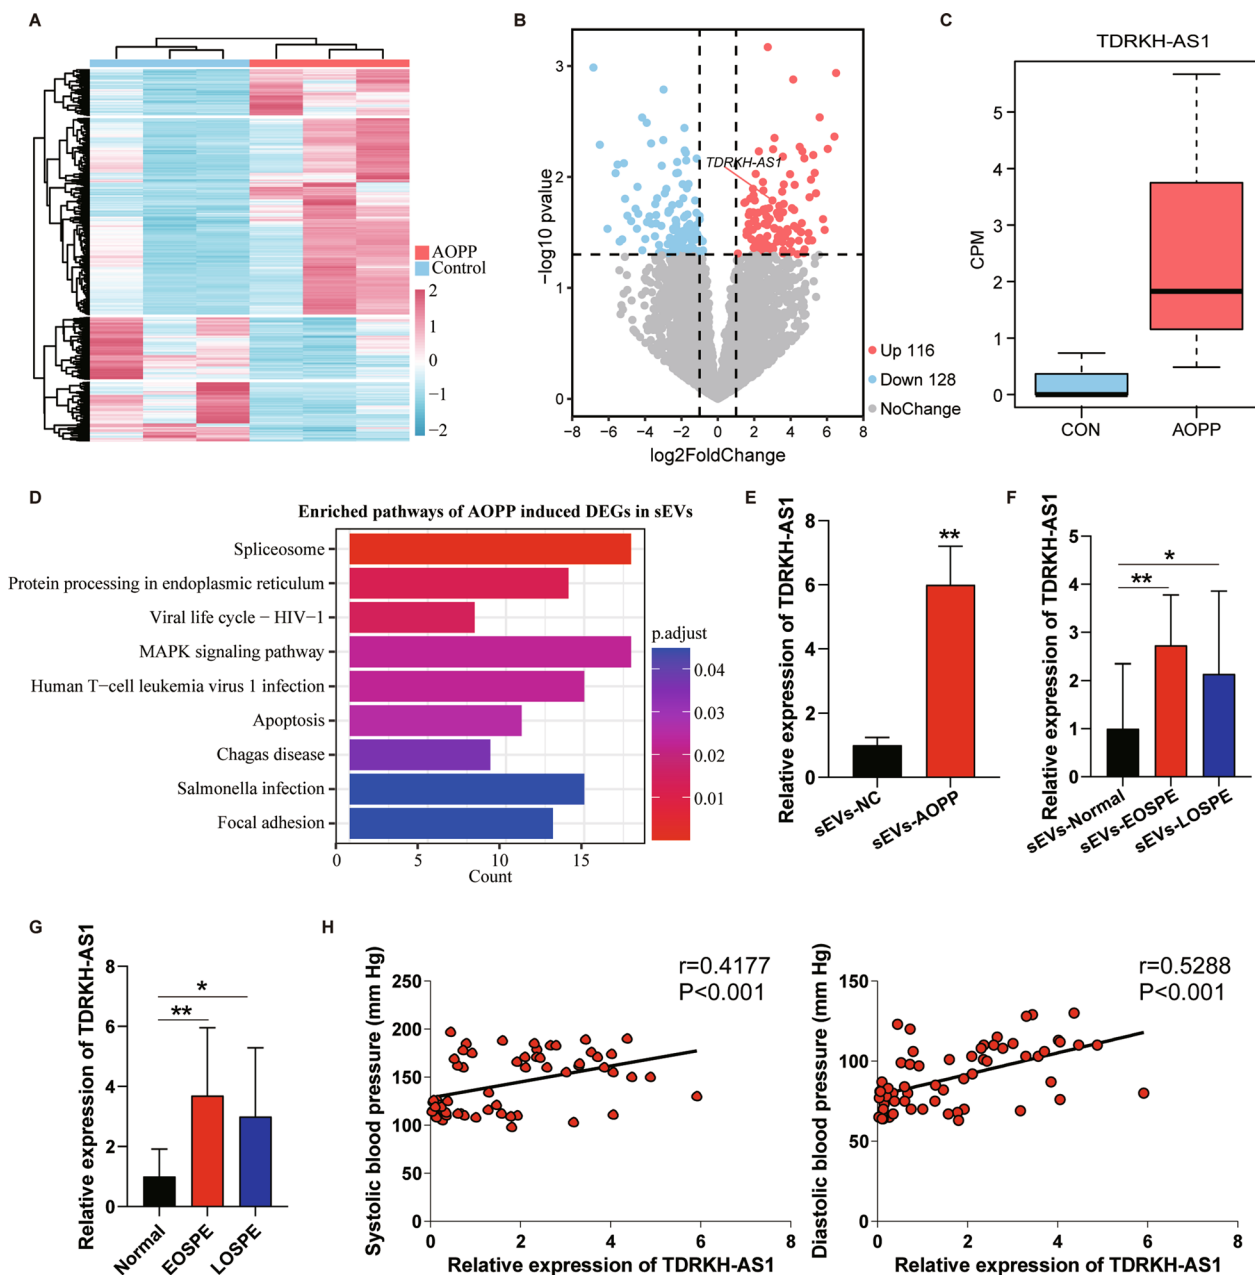 A
AOPP
Control
2
1
0
−1
−2
B
TDRKH-AS1
−log10 pvalue
3
2
1
0
−8 −6 −4 −2 0 2 4 6 8
log2FoldChange
Up 116
Down 128
NoChange
C
TDRKH-AS1
CPM
5
4
3
2
1
0
CON AOPP
D
Enriched pathways of AOPP induced DEGs in sEVs
Spliceosome
Protein processing in endoplasmic reticulum
Viral life cycle − HIV−1
MAPK signaling pathway
Human T−cell leukemia virus 1 infection
Apoptosis
Chagas disease
Salmonella infection
Focal adhesion
0 5 10 15
Count
p.adjust
0.04
0.03
0.02
0.01
E
Relative expression of TDRKH-AS1
8
6
4
2
0
**
sEVs-NC
sEVs-AOPP
F
Relative expression of TDRKH-AS1
5
4
3
2
1
0
*
**
sEVs-Normal
sEVs-EOSPE
sEVs-LOSPE
G
Relative expression of TDRKH-AS1
8
6
4
2
0
*
**
Normal
EOSPE
LOSPE
H
Systolic blood pressure (mm Hg)
250
200
150
100
50
0
r=0.4177
P<0.001
0 2 4 6 8
Relative expression of TDRKH-AS1
Diastolic blood pressure (mm Hg)
150
100
50
0
r=0.5288
P<0.001
0 2 4 6 8
Relative expression of TDRKH-AS1